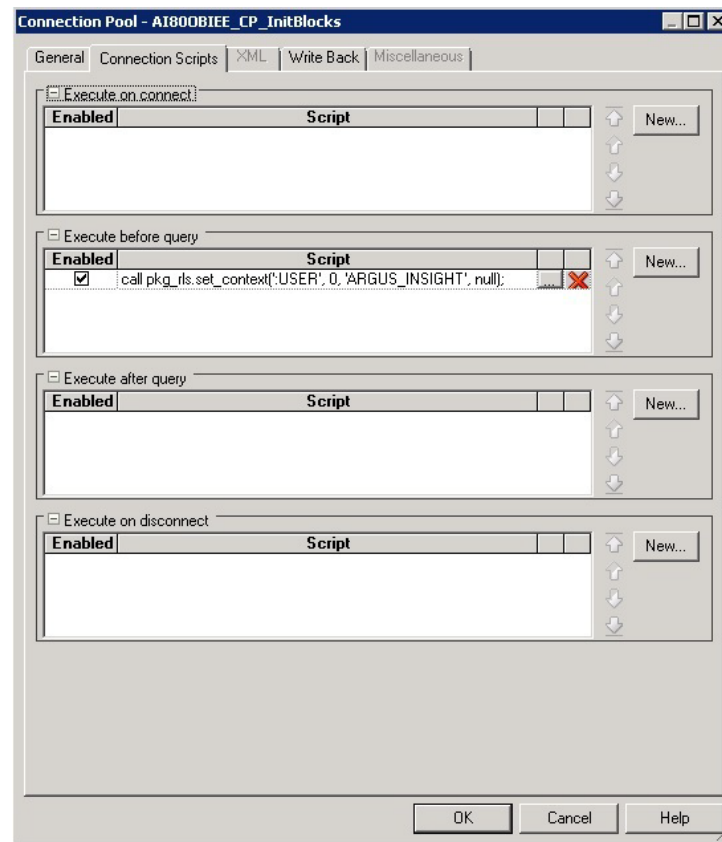 Connection Pool - AI80OBIEE_CP_InitBlocks
General Connection Scripts XML Write Back Miscellaneous
Execute on connect
Enabled Script
New...
Execute before query
Enabled Script
New...
call pkg_rls.set_context(':USER', 0, 'ARGUS_INSIGHT', null);
...
Execute after query
Enabled Script
New...
Execute on disconnect
Enabled Script
New...
OK Cancel Help